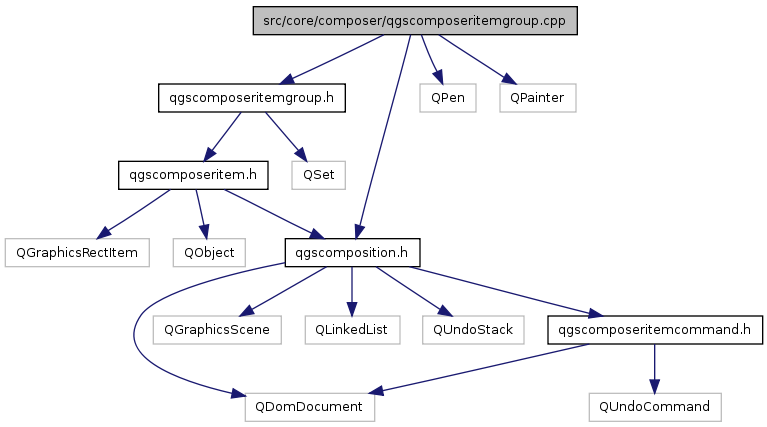 src/core/composer/qgscomposeritemgroup.cpp
qgscomposeritemgroup.h
QPen
QPainter
qgscomposeritem.h
QSet
QGraphicsRectItem
QObject
qgscomposition.h
QGraphicsScene
QLinkedList
QUndoStack
qgscomposeritemcommand.h
QDomDocument
QUndoCommand